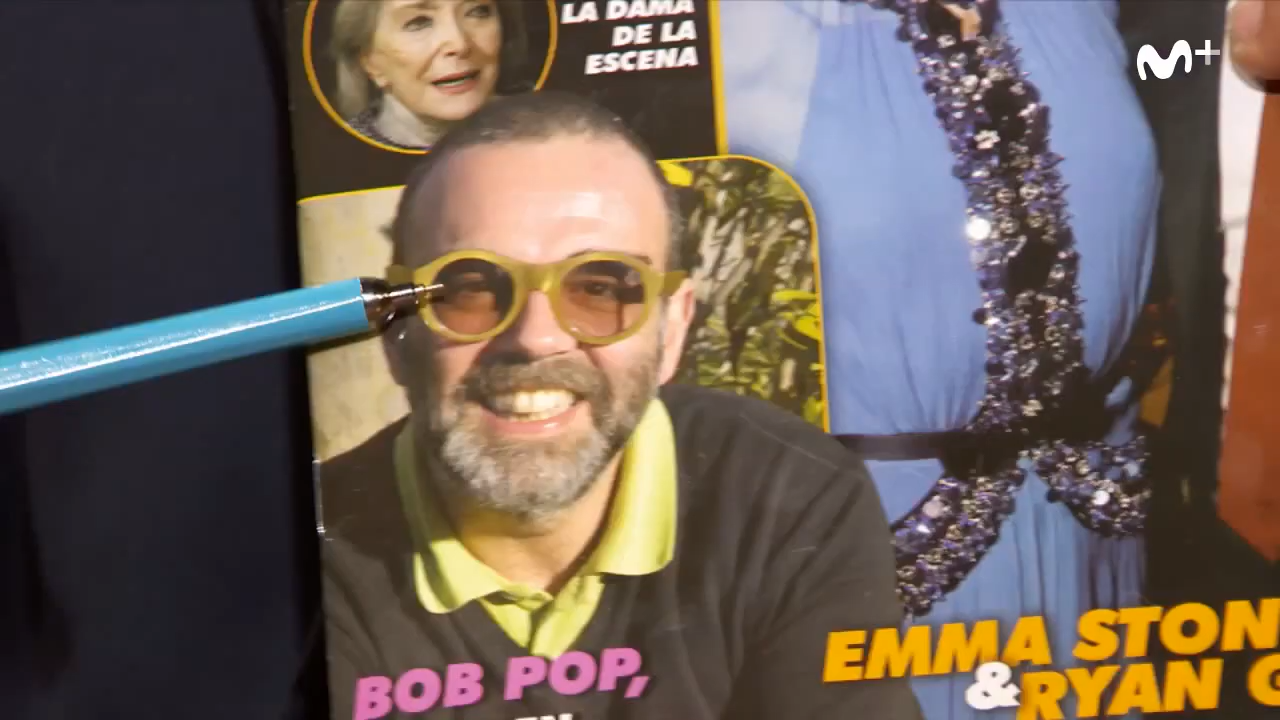 LA DAMA
DE LA
ESCENA
M+
BOB POP,
EMMA STON
& RYAN G